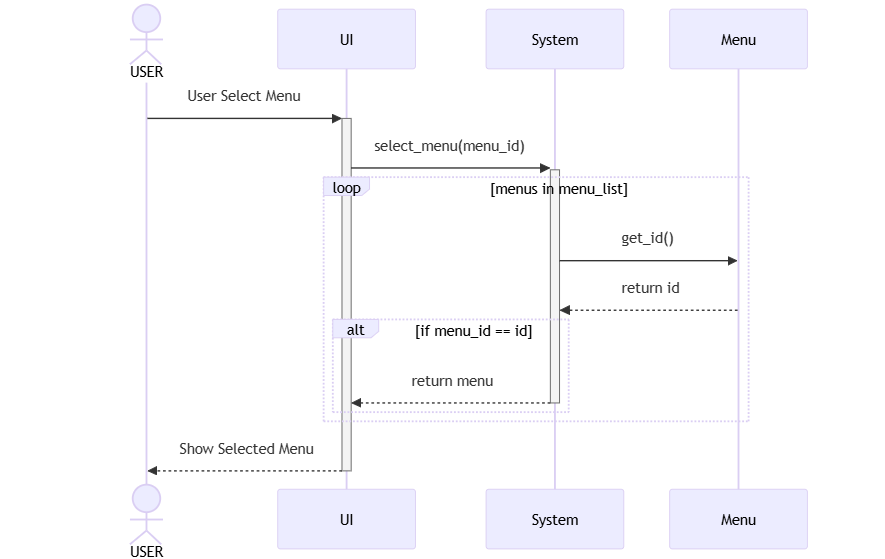 USER
UI
System
Menu
User Select Menu
select_menu(menu_id)
loop
[menus in menu_list]
get_id()
return id
alt
[if menu_id == id]
return menu
Show Selected Menu
USER
UI
System
Menu